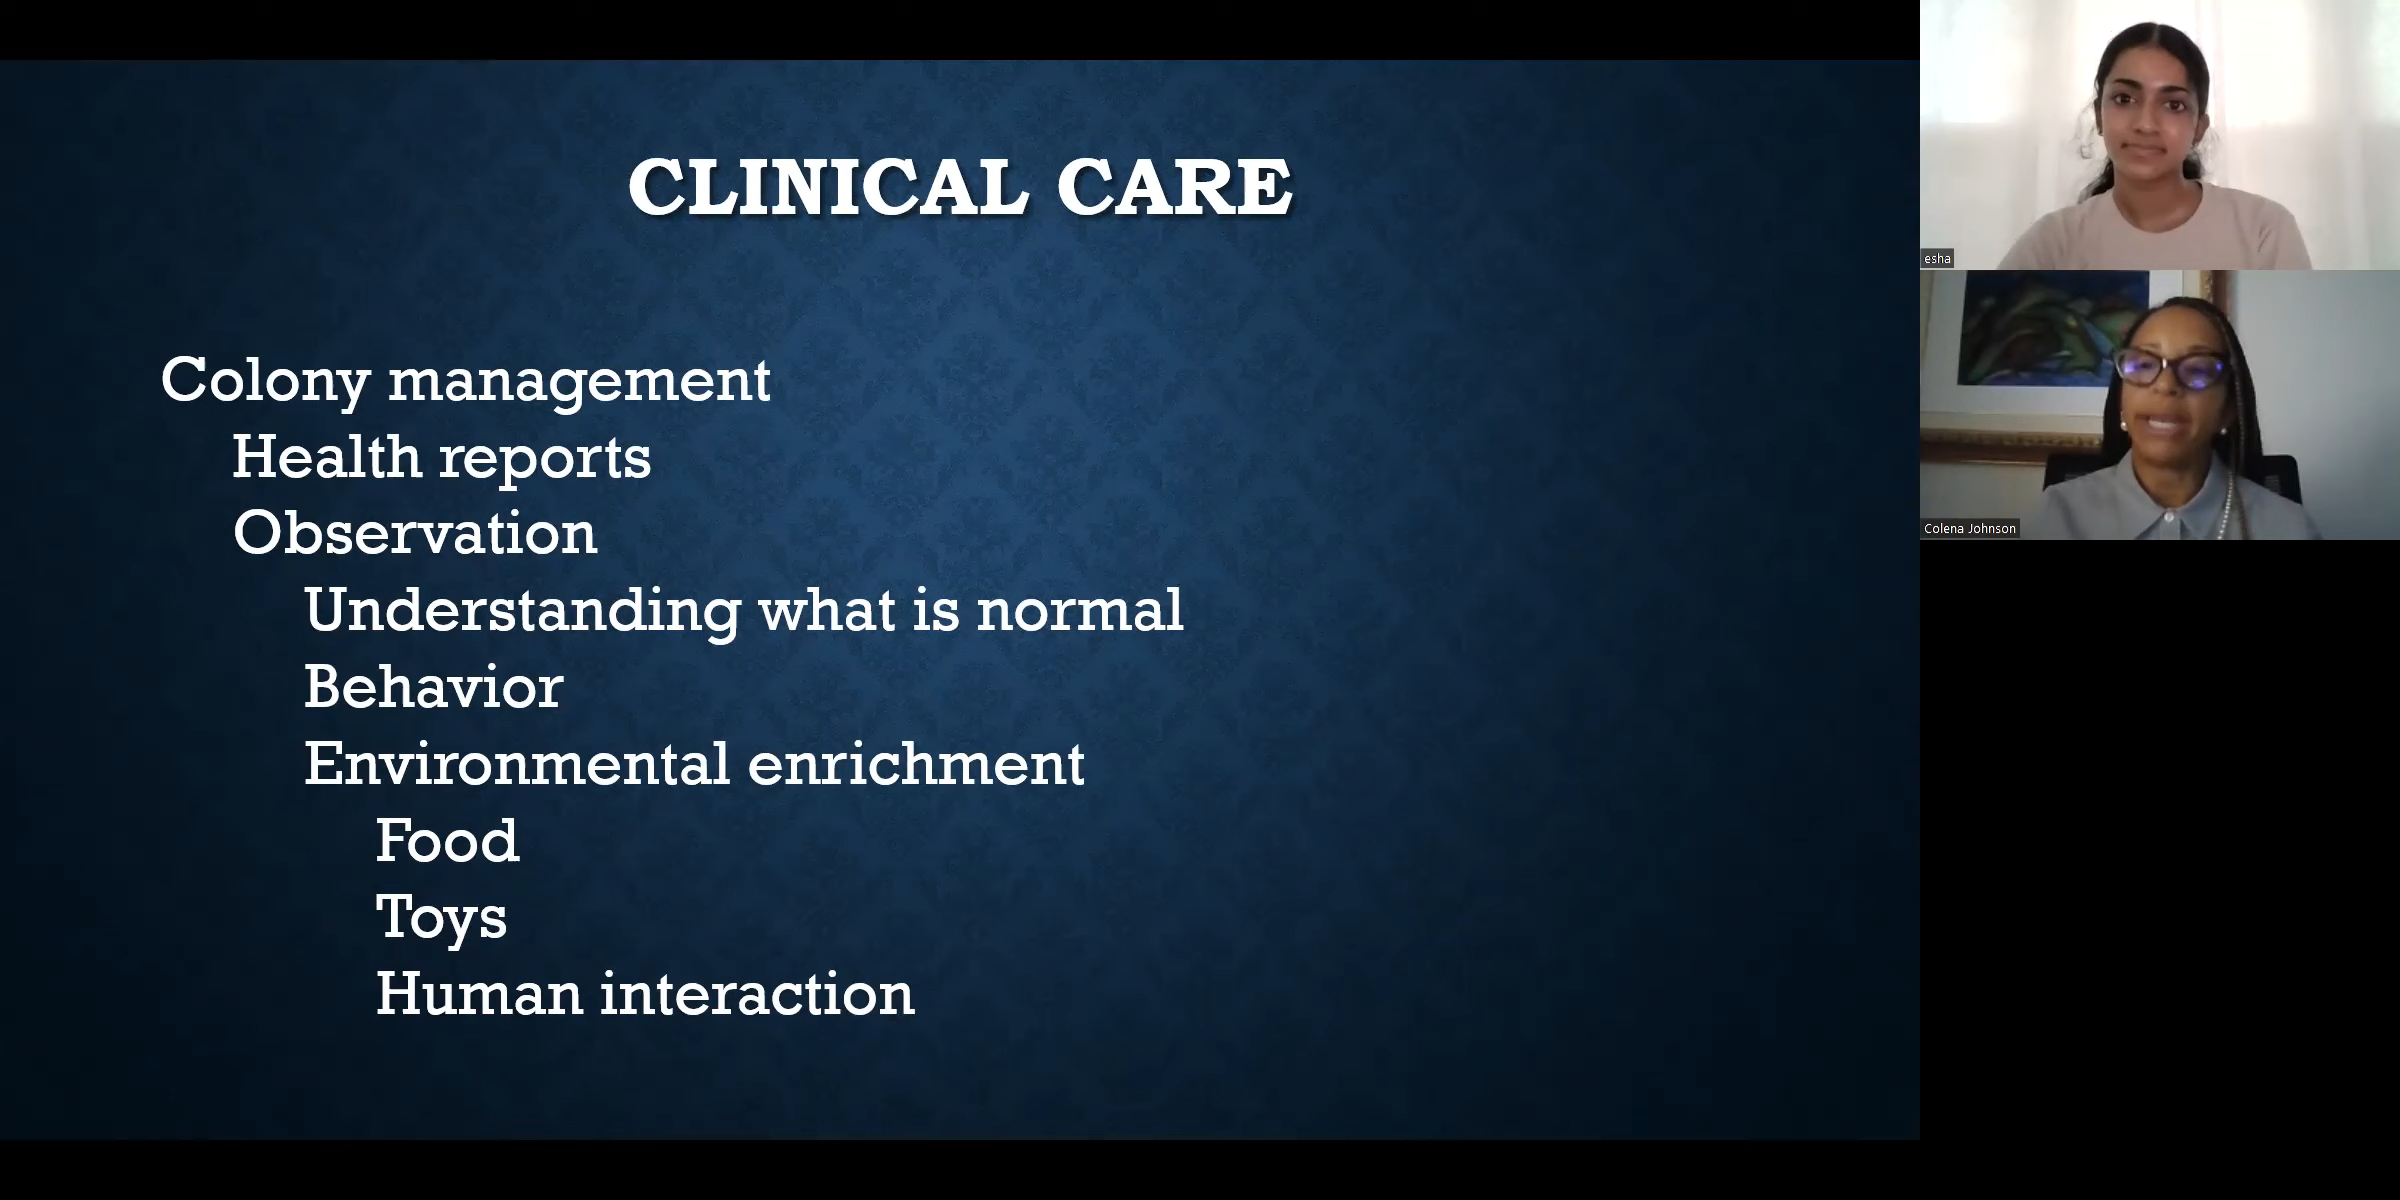 CLINICAL CARE
Colony management
Health reports
Observation
Understanding what is normal
Behavior
Environmental enrichment
Food
Toys
Human interaction
esha
Colena Johnson